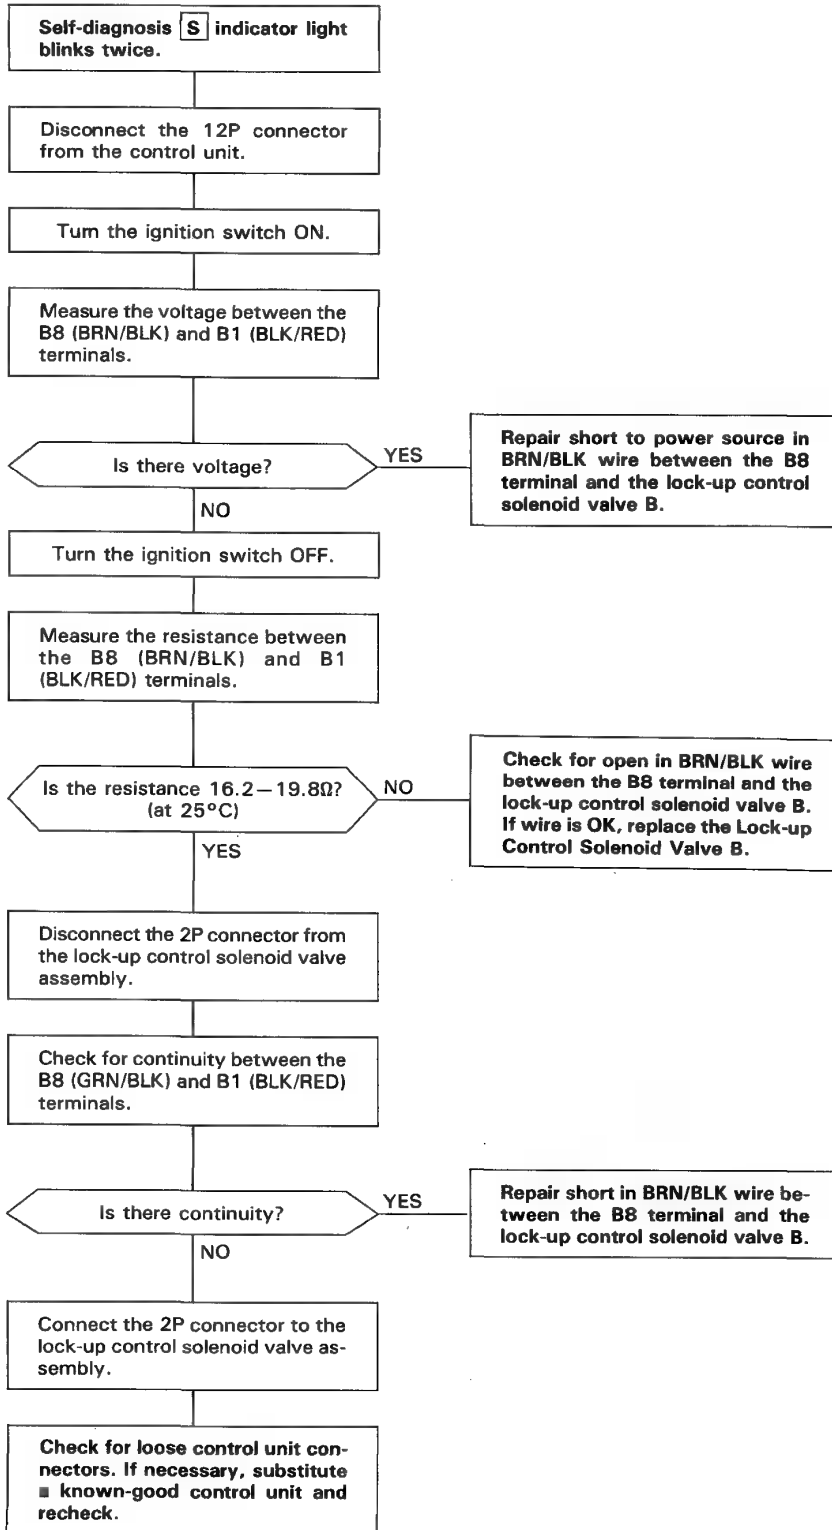 Self-diagnosis S indicator light
blinks twice.
Disconnect the 12P connector
from the control unit.
Turn the ignition switch ON.
Measure the voltage between the
B8 (BRN/BLK) and B1 (BLK/RED)
terminals.
Is there voltage?
YES
Repair short to power source in
BRN/BLK wire between the B8
terminal and the lock-up control
solenoid valve B.
NO
Turn the ignition switch OFF.
Measure the resistance between
the B8 (BRN/BLK) and B1
(BLK/RED) terminals.
Is the resistance 16.2–19.8Ω?
(at 25°C)
NO
Check for open in BRN/BLK wire
between the B8 terminal and the
lock-up control solenoid valve B.
If wire is OK, replace the Lock-up
Control Solenoid Valve B.
YES
Disconnect the 2P connector from
the lock-up control solenoid valve
assembly.
Check for continuity between the
B8 (GRN/BLK) and B1 (BLK/RED)
terminals.
Is there continuity?
YES
Repair short in BRN/BLK wire be-
tween the B8 terminal and the
lock-up control solenoid valve B.
NO
Connect the 2P connector to the
lock-up control solenoid valve as-
sembly.
Check for loose control unit con-
nectors. If necessary, substitute
known-good control unit and
recheck.